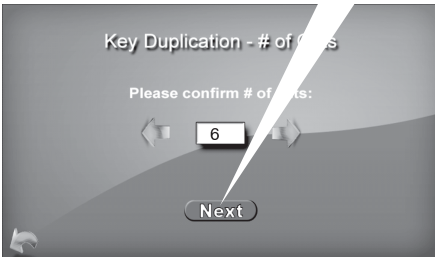 Key Duplication - # of
Please confirm # of
6
Next